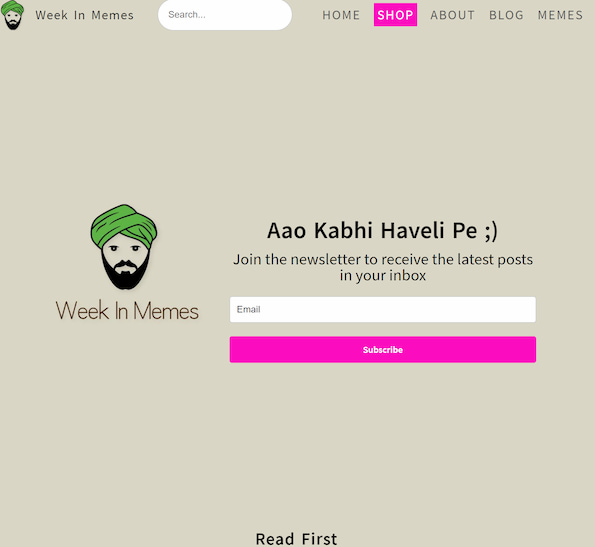 Week In Memes
Search...
HOME SHOP ABOUT BLOG MEMES
Aao Kabhi Haveli Pe ;)
Join the newsletter to receive the latest posts
in your inbox
Week In Memes
Email
Subscribe
Read First